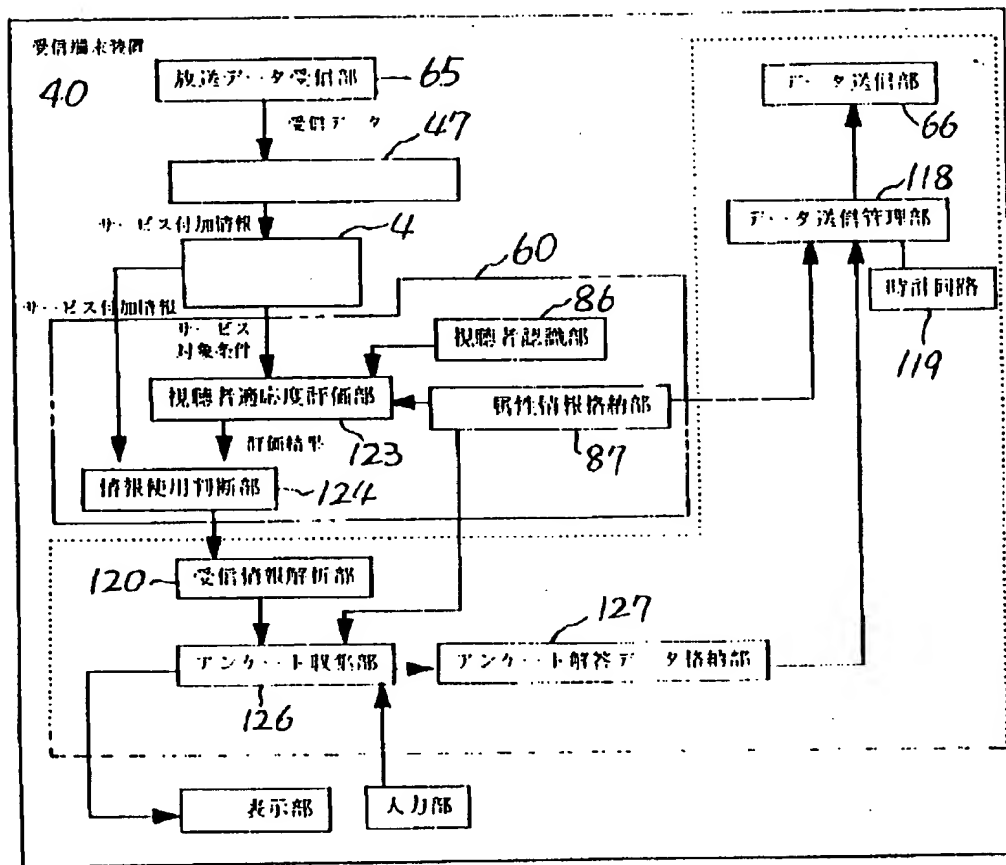 受信端末装置
40
放送データ受信部
65
受信データ
47
サービス付加情報
4
60
サービス付加情報
サービス
対象条件
86
視聴者認識部
視聴者適応度評価部
123
属性情報格納部
87
評価結果
情報使用判断部
124
データ送信部
66
118
データ送信管理部
時計回路
119
120
受信情報解析部
127
アンケート収集部
126
アンケート解答データ格納部
表示部
入力部